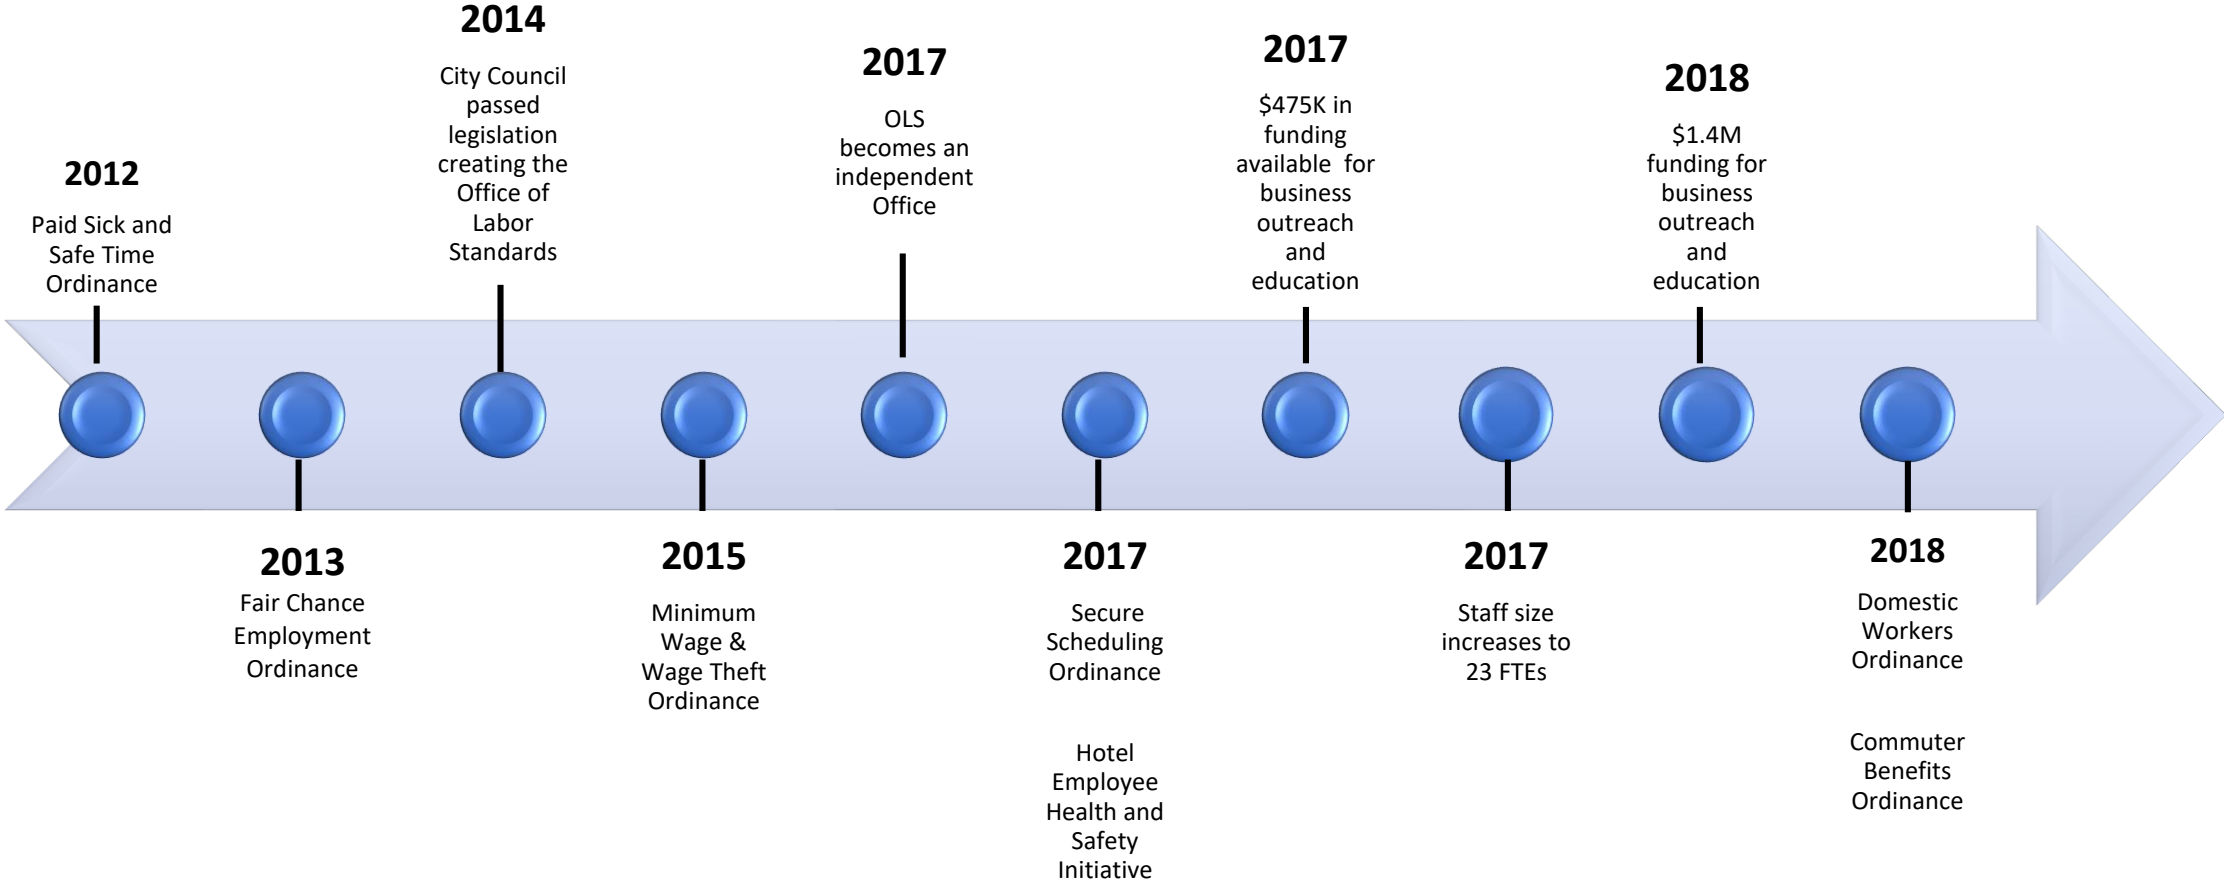 2012
Paid Sick and
Safe Time
Ordinance
2013
Fair Chance
Employment
Ordinance
2014
City Council
passed
legislation
creating the
Office of
Labor
Standards
2015
Minimum
Wage &
Wage Theft
Ordinance
2017
OLS
becomes an
independent
Office
2017
Secure
Scheduling
Ordinance
Hotel
Employee
Health and
Safety
Initiative
2017
$475K in
funding
available for
business
outreach
and
education
2017
Staff size
increases to
23 FTEs
2018
$1.4M
funding for
business
outreach
and
education
2018
Domestic
Workers
Ordinance
Commuter
Benefits
Ordinance